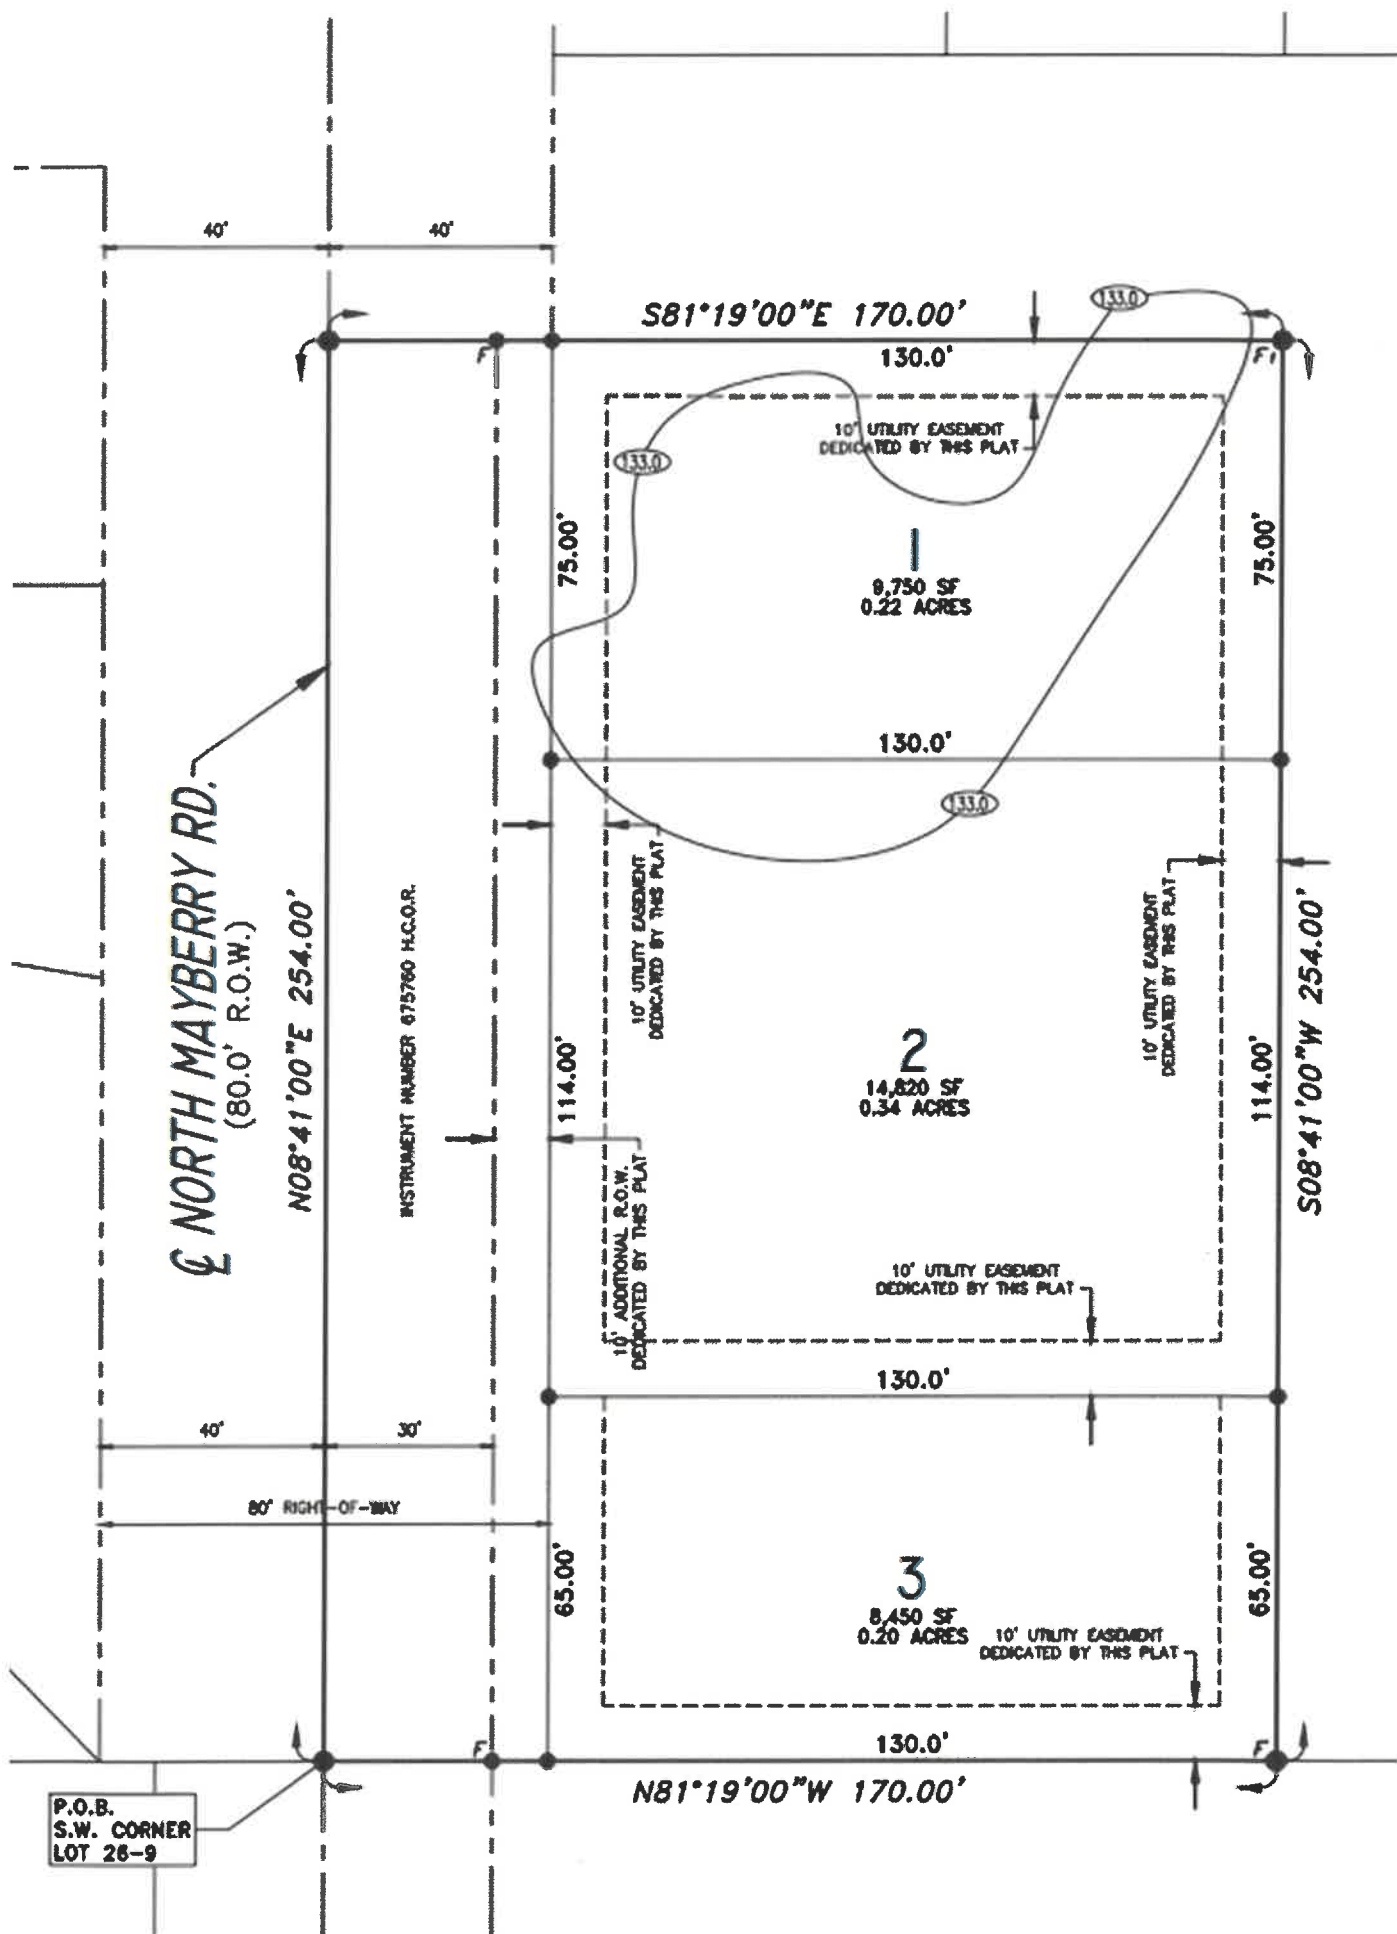 40'
40'
S81°19'00"E 170.00'
133.0
130.0'
F
F
10' UTILITY EASEMENT
DEDICATED BY THIS PLAT
133.0
75.00'
75.00'
1
9,750 SF
0.22 ACRES
130.0'
133.0
℄ NORTH MAYBERRY RD.
(80.0' R.O.W.)
N08°41'00"E 254.00'
INSTRUMENT NUMBER 675760 H.C.O.R.
10' UTILITY EASEMENT
DEDICATED BY THIS PLAT
10' UTILITY EASEMENT
DEDICATED BY THIS PLAT
S08°41'00"W 254.00'
114.00'
114.00'
2
14,820 SF
0.34 ACRES
10' ADDITIONAL R.O.W.
DEDICATED BY THIS PLAT
10' UTILITY EASEMENT
DEDICATED BY THIS PLAT
130.0'
40'
30'
80' RIGHT-OF-WAY
65.00'
65.00'
3
8,450 SF
0.20 ACRES
10' UTILITY EASEMENT
DEDICATED BY THIS PLAT
F
130.0'
F
N81°19'00"W 170.00'
P.O.B.
S.W. CORNER
LOT 26-9